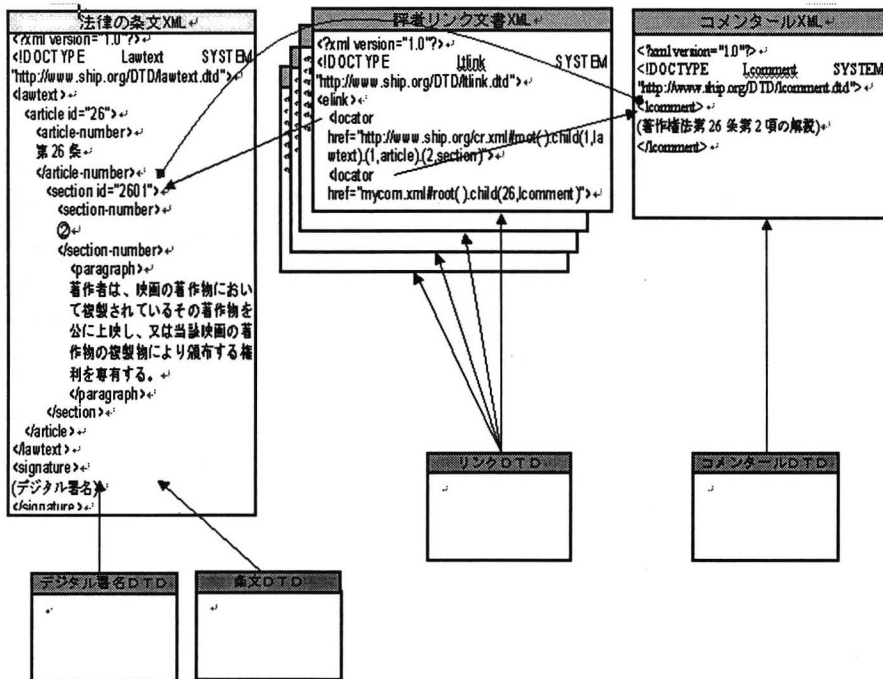 法律の条文XML
<?xml version="1.0"?>
<!DOCTYPE Lawtext SYSTEM
"http://www.ship.org/DTD/lawtext.dtd">
<lawtext>
<article id="26">
<article-number>
第26条
</article-number>
<section id="2601">
<section-number>
②
</section-number>
<paragraph>
著作者は、映画の著作物におい
て複製されているその著作物を
公に上映し、又は当該映画の著
作物の複製物により頒布する権
利を専有する。
</paragraph>
</section>
</article>
</lawtext>
<signature>
(デジタル署名)
</signature>
評者リンク文書XML
<?xml version="1.0"?>
<!DOCTYPE Ltlink SYSTEM
"http://www.ship.org/DTD/ltlink.dtd">
<elink>
<locator
href="http://www.ship.org/cr.xml#root().child(1,la
wtext).(1,article).(2,section)">
<locator
href="mycom.xml#root().child(26,lcomment)">
コメンタールXML
<?xml version="1.0"?>
<!DOCTYPE Lcomment SYSTEM
"http://www.ship.org/DTD/lcomment.dtd">
<lcomment>
(著作権法第26条第2項の解説)
</lcomment>
リンクDTD
コメンタールDTD
デジタル署名DTD
条文DTD